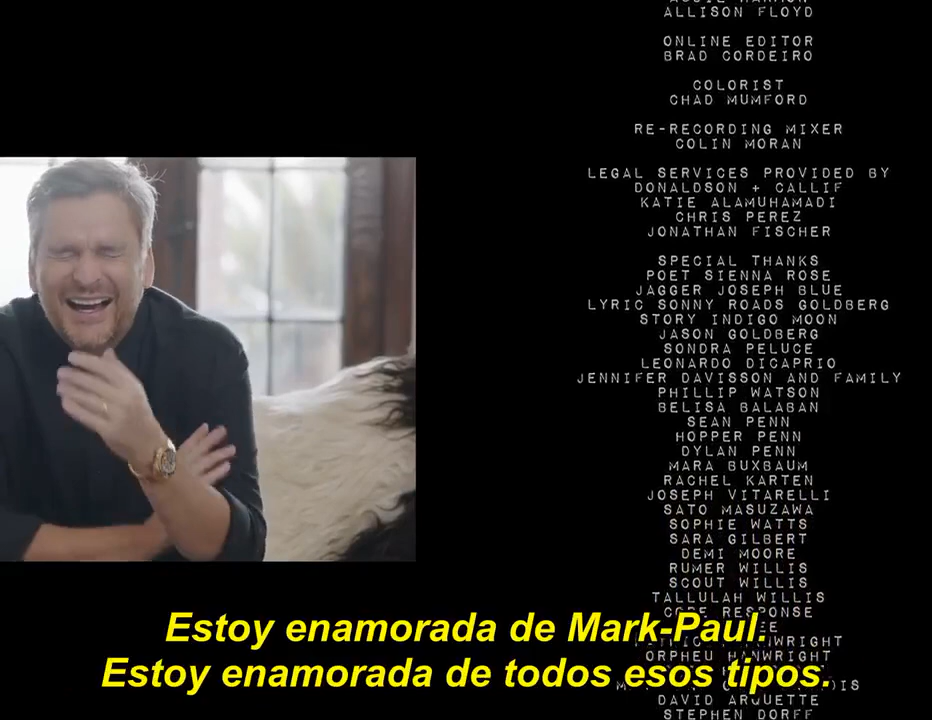 ALLISON FLOYD
ONLINE EDITOR
BRAD CORDEIRO
COLORIST
CHAD MUMFORD
RE-RECORDING MIXER
COLIN MORAN
LEGAL SERVICES PROVIDED BY
DONALDSON + CALLIF
KATIE ALAMUHAMADI
CHRIS PEREZ
JONATHAN FISCHER
SPECIAL THANKS
POET SIENNA ROSE
JAGGER JOSEPH BLUE
LYRIC SONNY ROADS GOLDBERG
STORY INDIGO MOON
JASON GOLDBERG
SONDRA PELUCE
LEONARDO DICAPRIO
JENNIFER DAVISSON AND FAMILY
PHILLIP WATSON
BELISA BALABAN
SEAN PENN
HOPPER PENN
DYLAN PENN
MARA BUXBAUM
RACHEL KARTEN
JOSEPH VITARELLI
SATO MASUZAWA
SOPHIE WATTS
SARA GILBERT
DEMI MOORE
RUMER WILLIS
SCOUT WILLIS
TALLULAH WILLIS
CODE RESPONSE
ORPHEU HANWRIGHT
DAVID ARQUETTE
STEPHEN DORFF
Estoy enamorada de Mark-Paul.
Estoy enamorada de todos esos tipos.